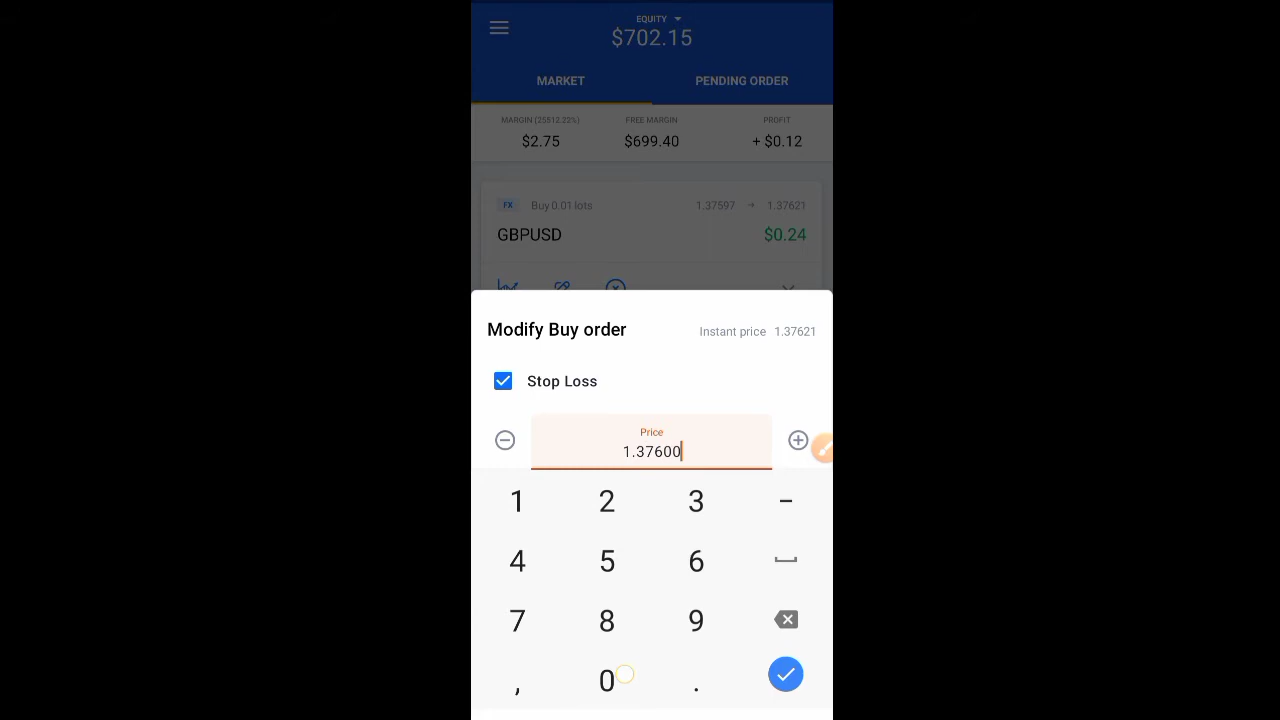 EQUITY
$702.15
MARKET PENDING ORDER
MARGIN (25512.22%) FREE MARGIN PROFIT
$2.75 $699.40 + $0.12
FX Buy 0.01 lots 1.37597 → 1.37621
GBPUSD $0.24
Modify Buy order Instant price 1.37621
Stop Loss
Price
1.37600
1 2 3 -
4 5 6
7 8 9
, 0 .